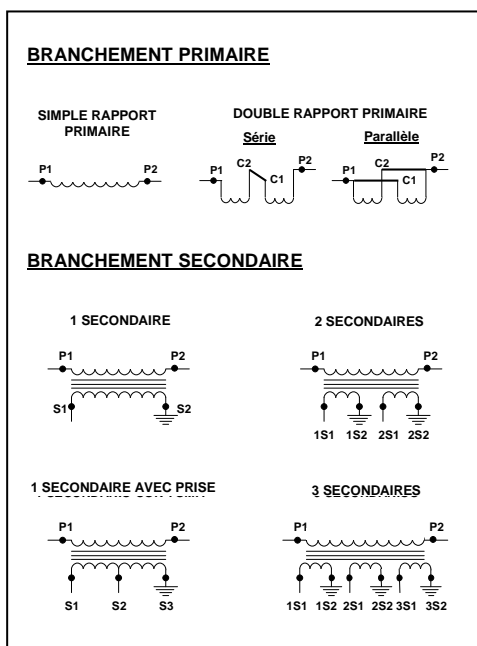 BRANCHEMENT PRIMAIRE
SIMPLE RAPPORT
PRIMAIRE
DOUBLE RAPPORT PRIMAIRE
Série
Parallèle
P1 P2
P1 C2 C1 P2
P1 C2 C1 P2
BRANCHEMENT SECONDAIRE
1 SECONDAIRE
2 SECONDAIRES
P1 P2
S1 S2
P1 P2
1S1 1S2 2S1 2S2
1 SECONDAIRE AVEC PRISE
3 SECONDAIRES
P1 P2
S1 S2 S3
P1 P2
1S1 1S2 2S1 2S2 3S1 3S2